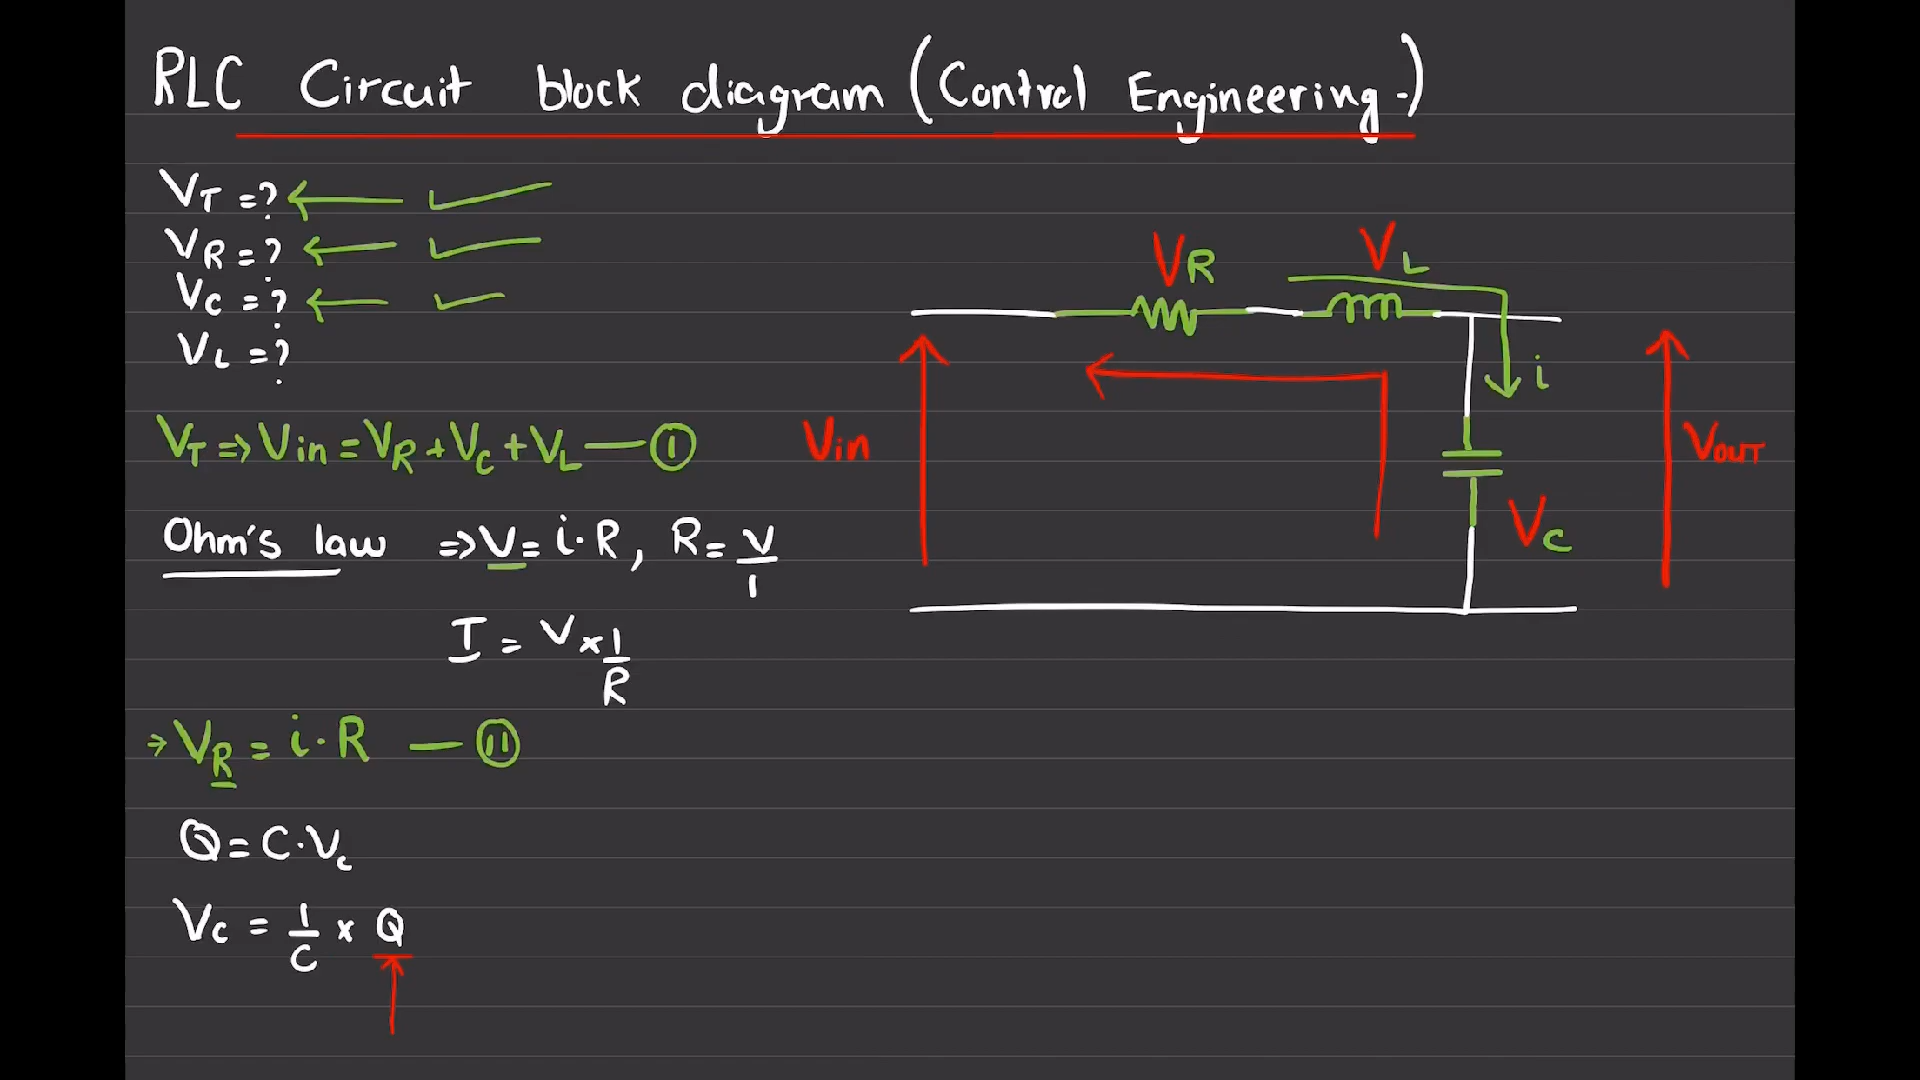 RLC Circuit block diagram (Control Engineering.)
VT =?
VR =?
VC =?
VL =?
VT ⇒ Vin = VR + VC + VL — ①
Ohm's law ⇒ V = i·R, R = V/I
I = V × 1/R
⇒ VR = i·R — ⑪
Q = C·Vc
VC = 1/C × Q
VR
VL
i
Vin
VOUT
VC